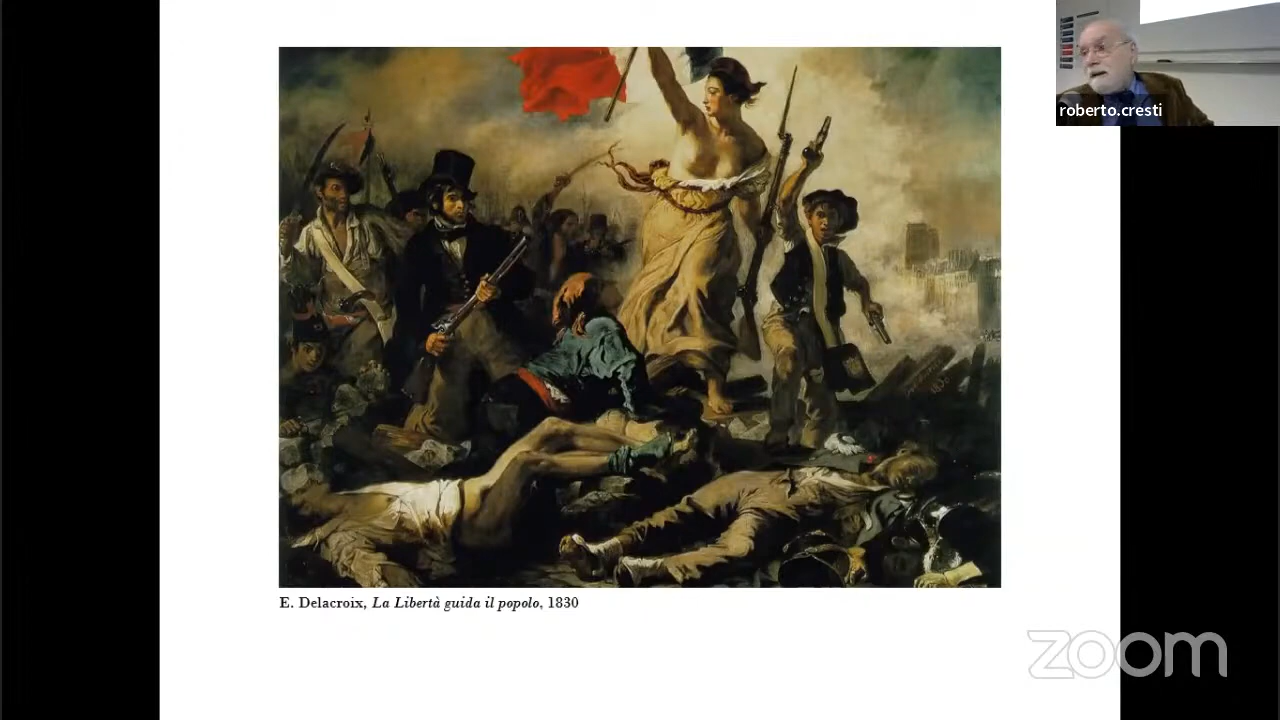 roberto.cresti
E. Delacroix, La Libertà guida il popolo, 1830
zoom